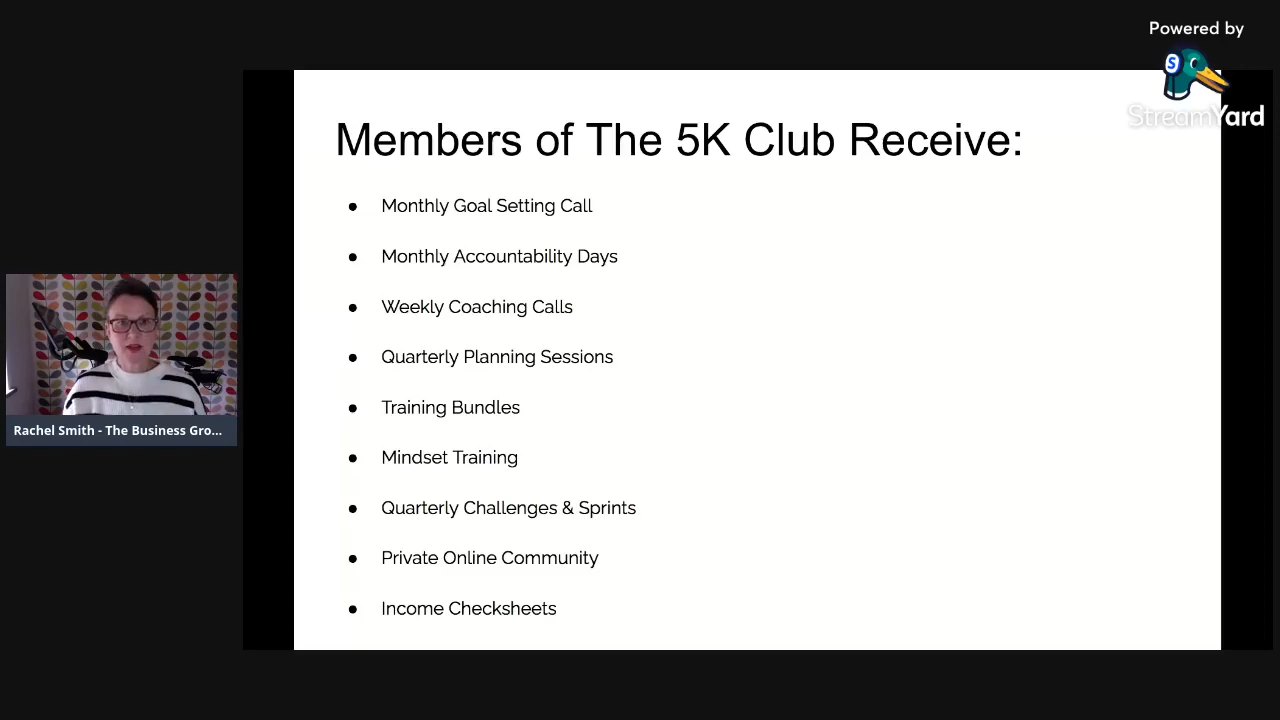 Powered by
S
StreamYard
Members of The 5K Club Receive:
● Monthly Goal Setting Call
● Monthly Accountability Days
● Weekly Coaching Calls
● Quarterly Planning Sessions
● Training Bundles
● Mindset Training
● Quarterly Challenges & Sprints
● Private Online Community
● Income Checksheets
Rachel Smith - The Business Gro...